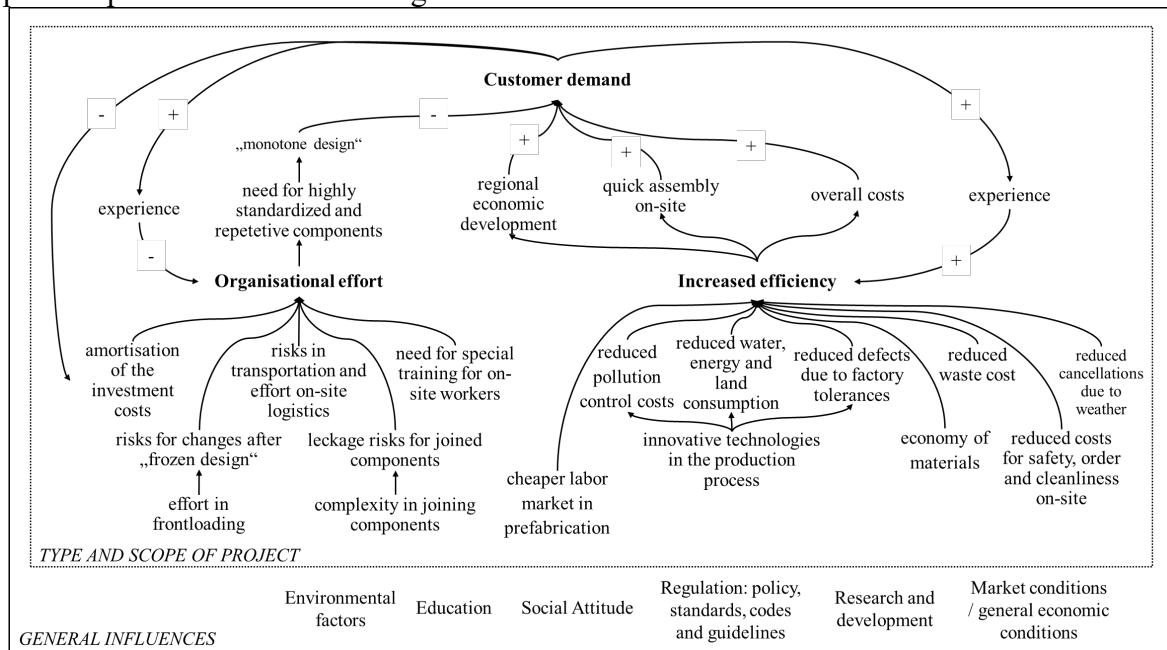 Customer demand
-
+
-
+
+
+
+
„monotone design“
need for highly
standardized and
repetetive components
experience
-
regional
economic
development
quick assembly
on-site
overall costs
experience
+
Organisational effort
Increased efficiency
amortisation
of the
investment
costs
risks in
transportation and
effort on-site
logistics
need for special
training for on-
site workers
risks for changes after
„frozen design“
leckage risks for joined
components
effort in
frontloading
complexity in joining
components
reduced
pollution
control costs
reduced water,
energy and
land
consumption
reduced defects
due to factory
tolerances
reduced
waste cost
reduced
cancellations
due to
weather
innovative technologies
in the production
process
economy of
materials
reduced costs
for safety, order
and cleanliness
on-site
cheaper labor
market in
prefabrication
TYPE AND SCOPE OF PROJECT
Environmental
factors
Education
Social Attitude
Regulation: policy,
standards, codes
and guidelines
Research and
development
Market conditions
/ general economic
conditions
GENERAL INFLUENCES